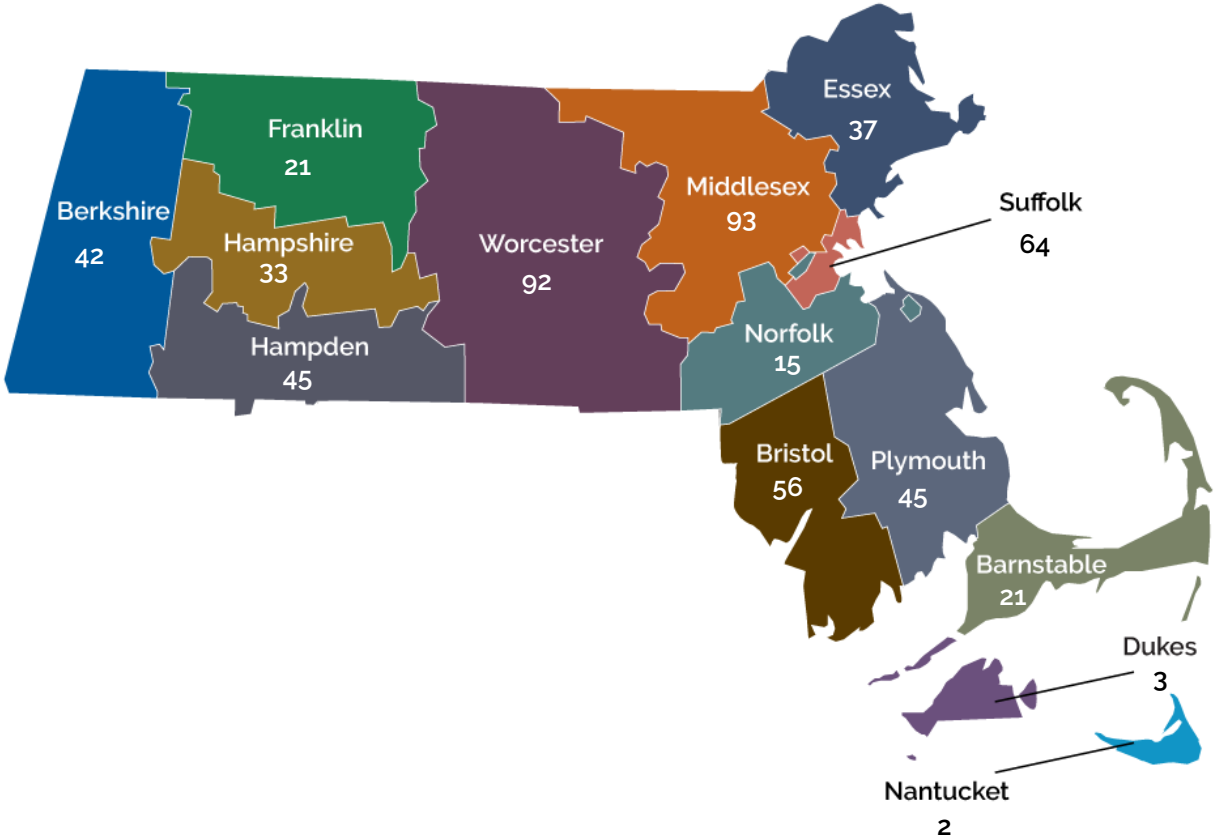 Essex
37
Franklin
21
Middlesex
93
Suffolk
64
Berkshire
42
Hampshire
33
Worcester
92
Norfolk
15
Hampden
45
Bristol
56
Plymouth
45
Barnstable
21
Dukes
3
Nantucket
2